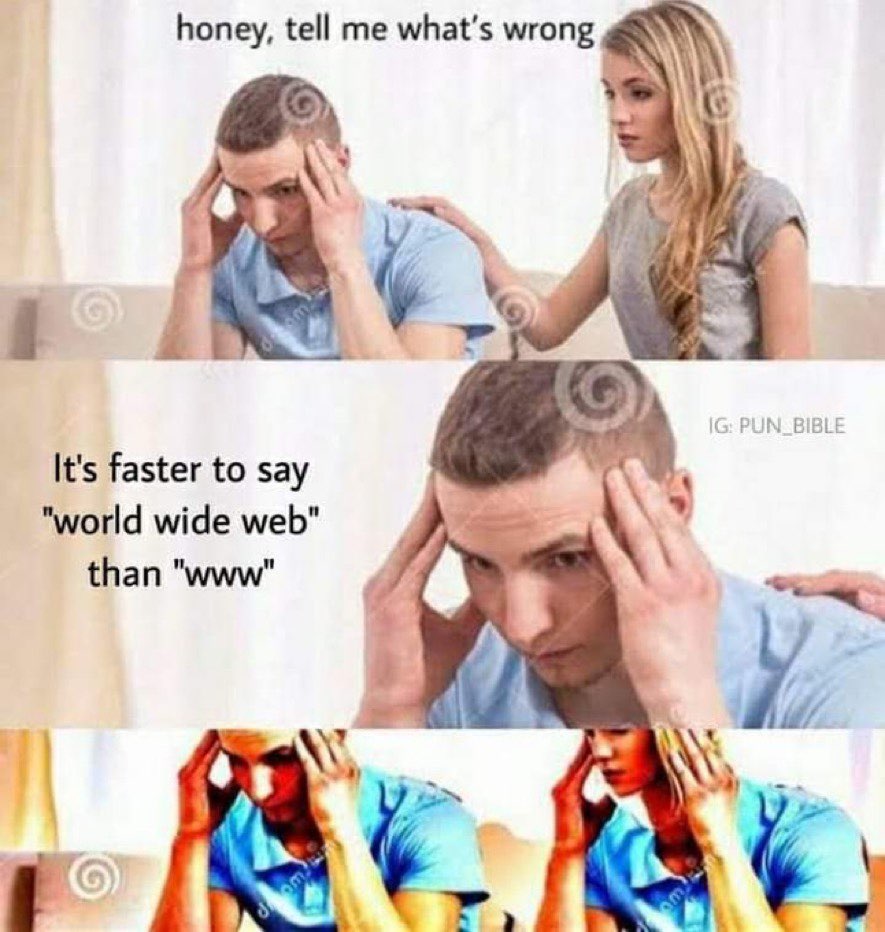 honey, tell me what's wrong
IG: PUN_BIBLE
It's faster to say
"world wide web"
than "www"